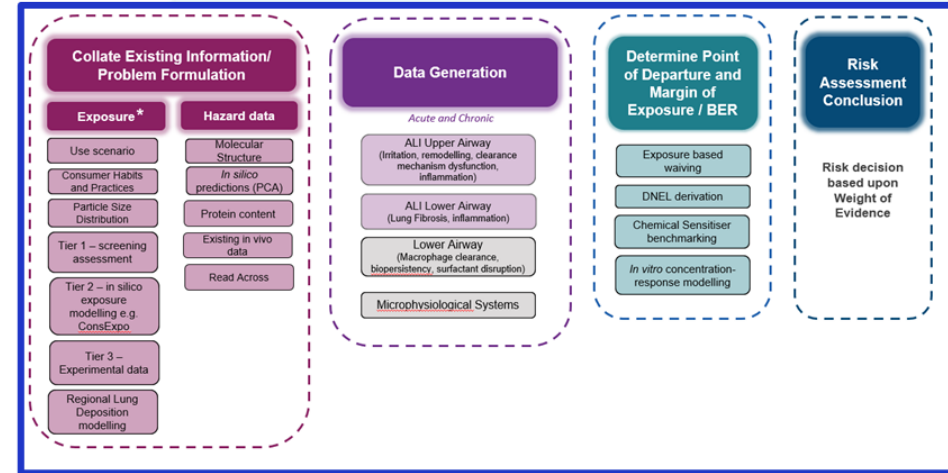 Collate Existing Information/
Problem Formulation
Exposure*
Hazard data
Use scenario
Consumer Habits
and Practices
Particle Size
Distribution
Tier 1 – screening
assessment
Tier 2 – in silico
exposure
modelling e.g.
ConsExpo
Tier 3 –
Experimental data
Regional Lung
Deposition
modelling
Molecular
Structure
In silico
predictions (PCA)
Protein content
Existing in vivo
data
Read Across
Data Generation
Acute and Chronic
ALI Upper Airway
(Irritation, remodelling, clearance
mechanism dysfunction,
inflammation)
ALI Lower Airway
(Lung Fibrosis, inflammation)
Lower Airway
(Macrophage clearance,
biopersistency, surfactant disruption)
Microphysiological Systems
Determine Point
of Departure and
Margin of
Exposure / BER
Exposure based
waiving
DNEL derivation
Chemical Sensitiser
benchmarking
In vitro concentration-
response modelling
Risk
Assessment
Conclusion
Risk decision
based upon
Weight of
Evidence